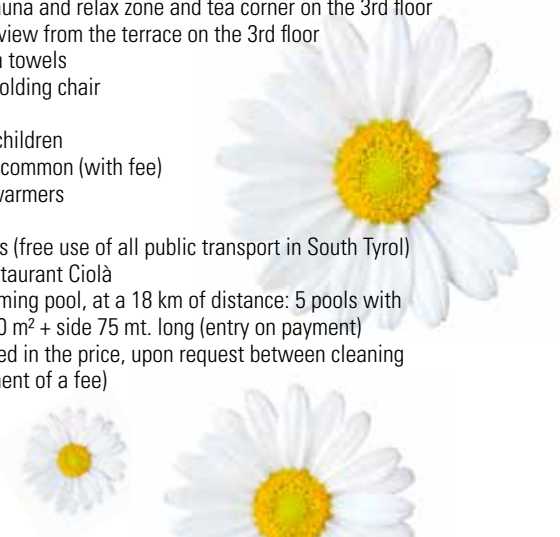 una and relax zone and tea corner on the 3rd floor
view from the terrace on the 3rd floor
towels
olding chair
children
common (with fee)
warmers
s (free use of all public transport in South Tyrol)
taurant Ciolà
ming pool, at a 18 km of distance: 5 pools with
0 m² + side 75 mt. long (entry on payment)
ed in the price, upon request between cleaning
ent of a fee)